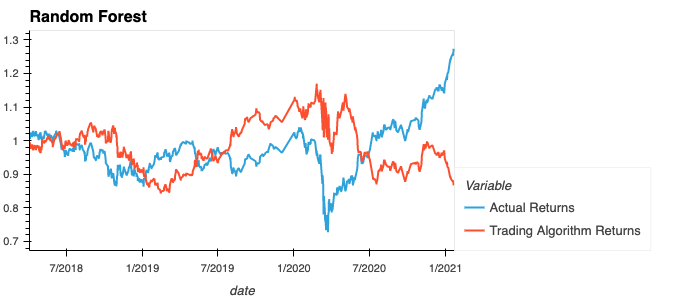 Random Forest
1.3
1.2
1.1
1
0.9
0.8
0.7
7/2018 1/2019 7/2019 1/2020 7/2020 1/2021
date
Variable
Actual Returns
Trading Algorithm Returns